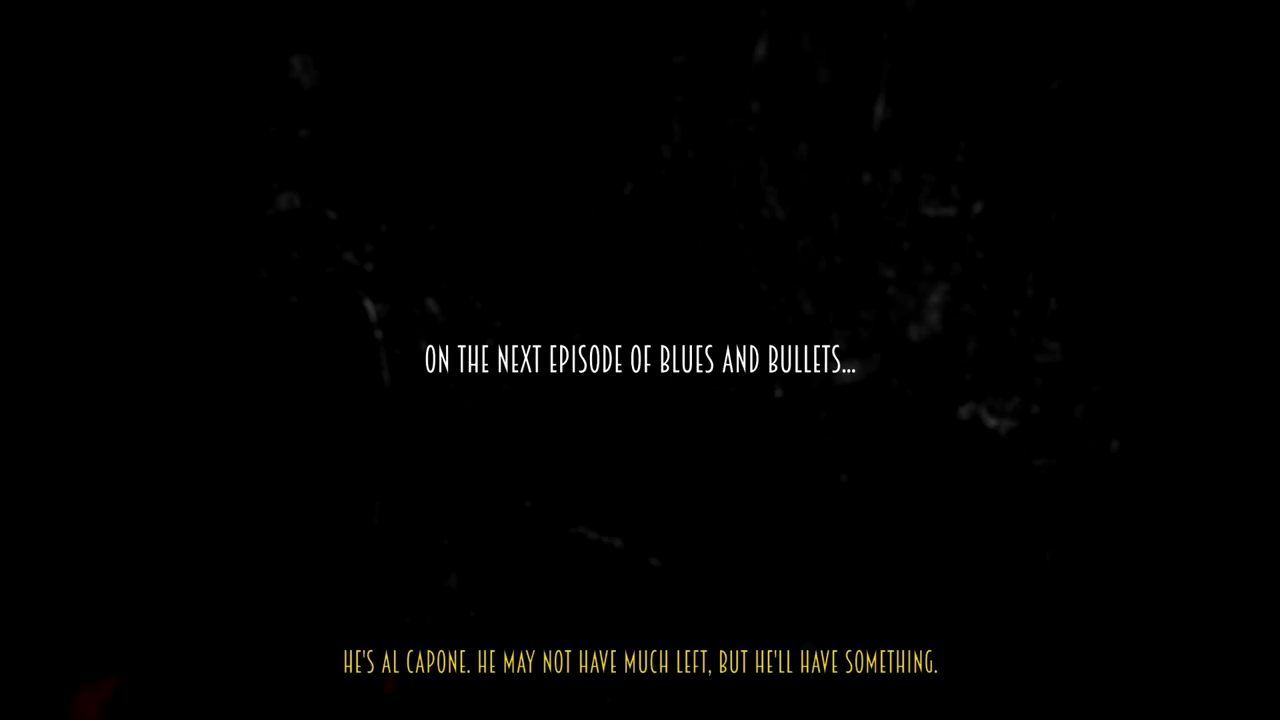 ON THE NEXT EPISODE OF BLUES AND BULLETS...
HE'S AL CAPONE. HE MAY NOT HAVE MUCH LEFT, BUT HE'LL HAVE SOMETHING.